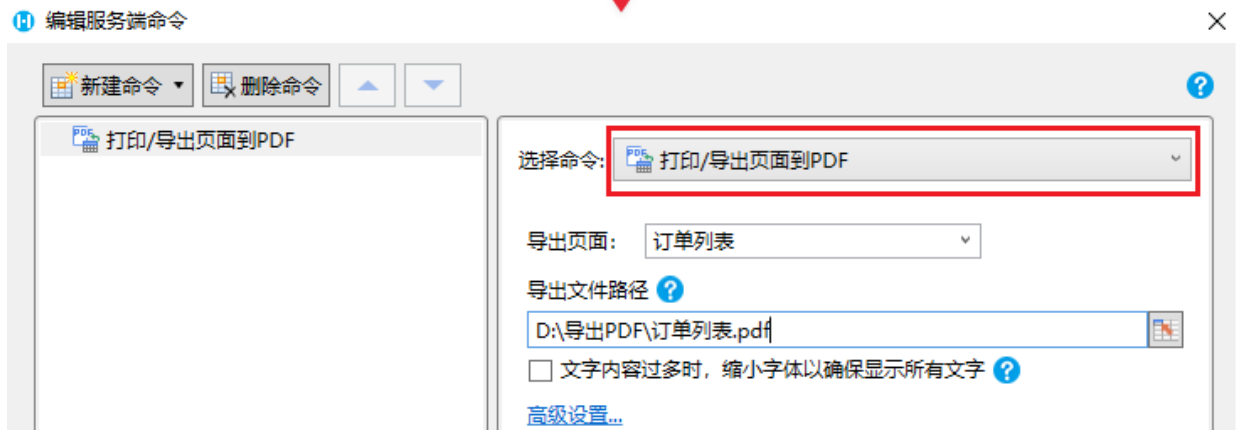 编辑服务端命令
新建命令 删除命令
打印/导出页面到PDF
选择命令: 打印/导出页面到PDF
导出页面: 订单列表
导出文件路径
D:\导出PDF\订单列表.pdf
文字内容过多时，缩小字体以确保显示所有文字
高级设置...